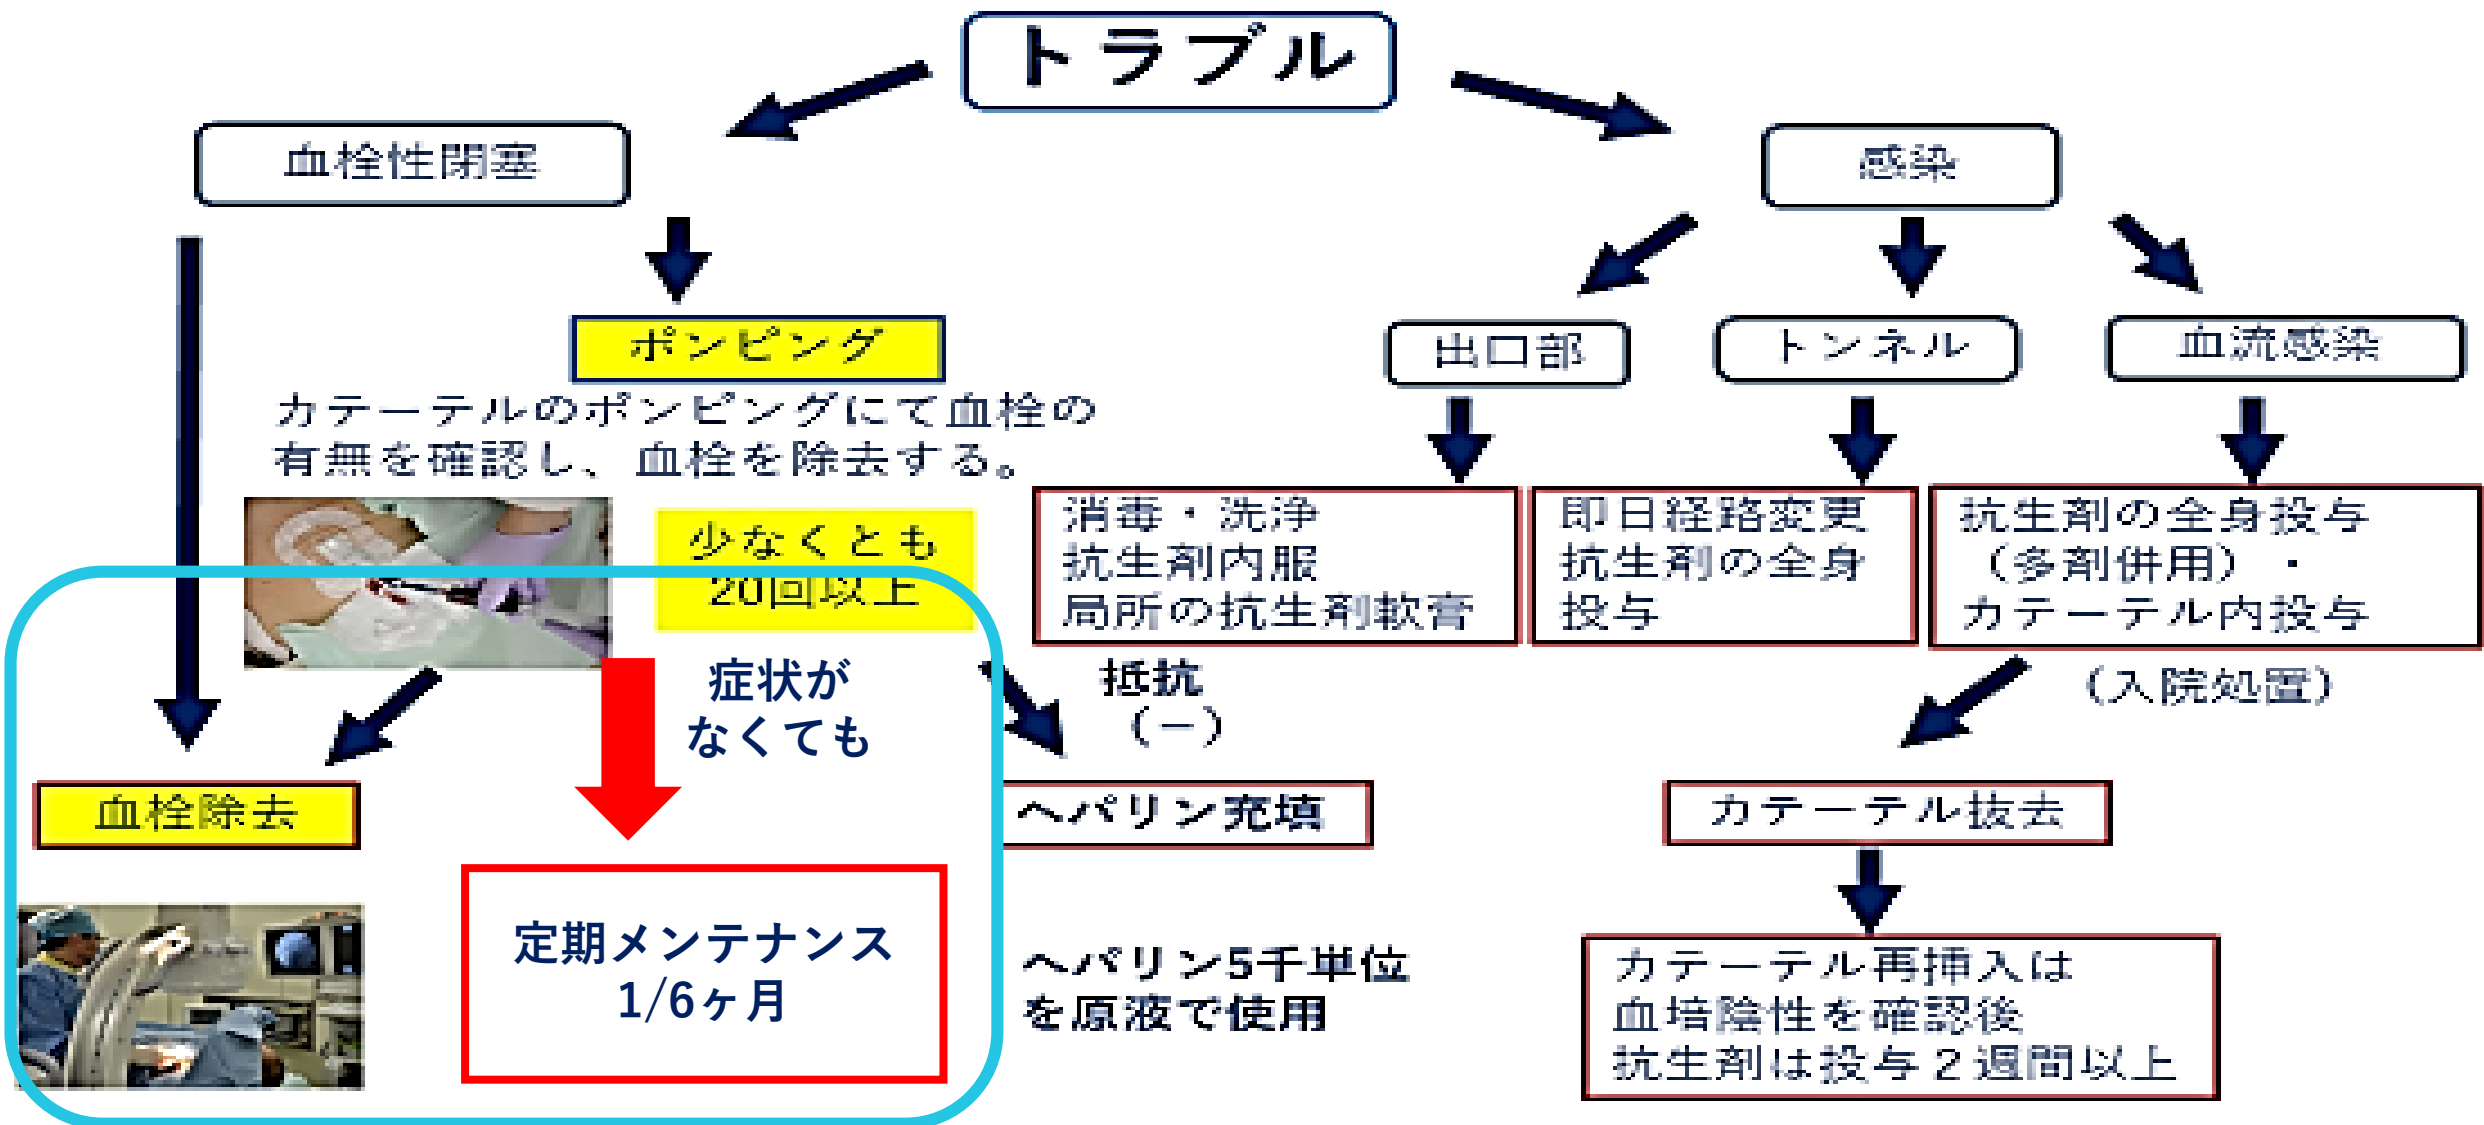 トラブル
血栓性閉塞
感染
ポンピング
出口部
トンネル
血流感染
カテーテルのポンピングにて血栓の
有無を確認し、血栓を除去する。
少なくとも
20回以上
消毒・洗浄
抗生剤内服
局所の抗生剤軟膏
即日経路変更
抗生剤の全身
投与
抗生剤の全身投与
（多剤併用）・
カテーテル内投与
症状が
なくても
抵抗
（－）
（入院処置）
血栓除去
ヘパリン充填
カテーテル抜去
定期メンテナンス
1/6ヶ月
ヘパリン5千単位
を原液で使用
カテーテル再挿入は
血培陰性を確認後
抗生剤は投与２週間以上